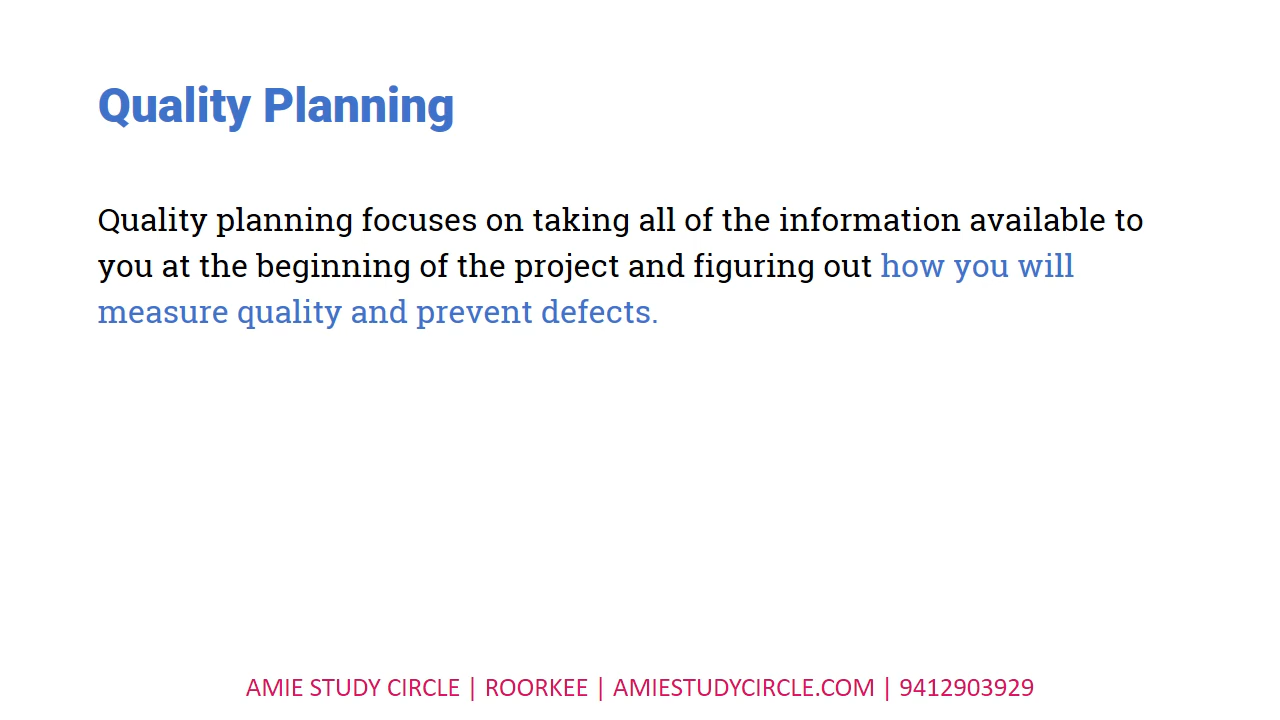 Quality Planning
Quality planning focuses on taking all of the information available to
you at the beginning of the project and figuring out how you will
measure quality and prevent defects.
AMIE STUDY CIRCLE | ROORKEE | AMIESTUDYCIRCLE.COM | 9412903929